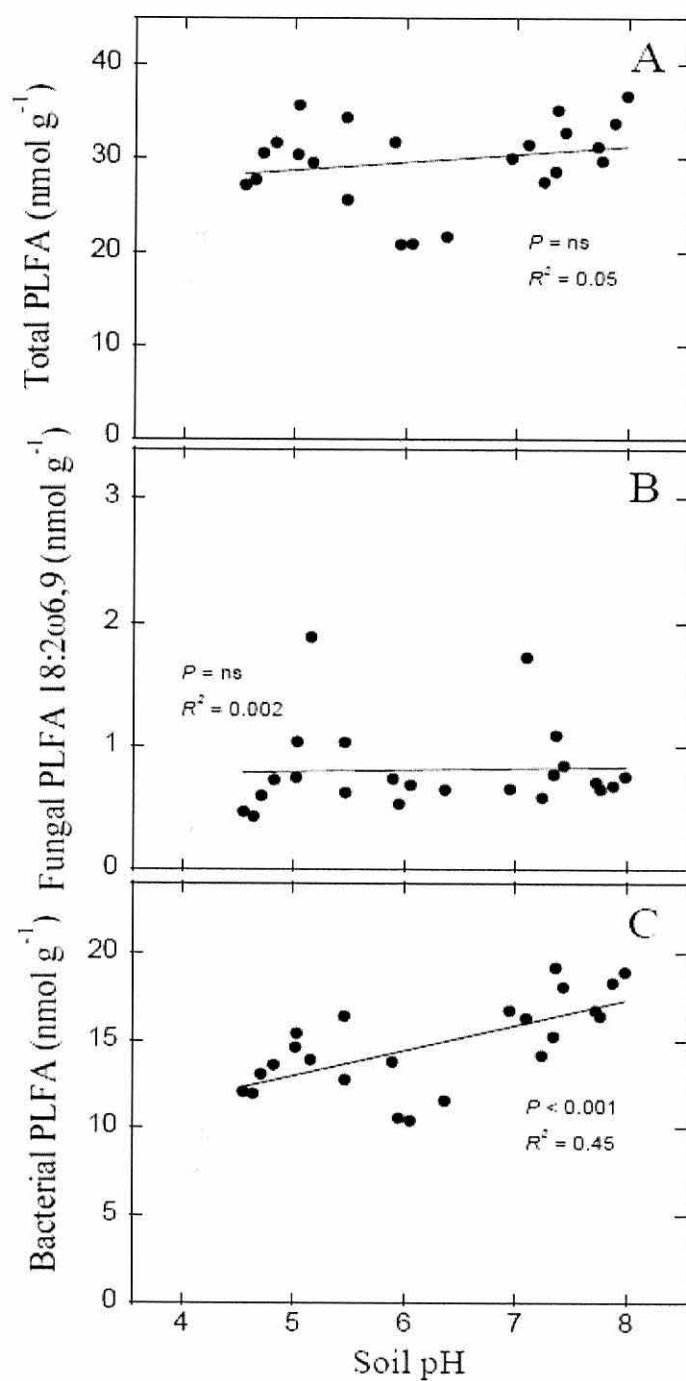 A
Total PLFA (nmol g⁻¹)
40
30
20
10
0
P = ns
R² = 0.05
B
Fungal PLFA 18:2ω6,9 (nmol g⁻¹)
3
2
1
0
P = ns
R² = 0.002
C
Bacterial PLFA (nmol g⁻¹)
20
15
10
5
0
P < 0.001
R² = 0.45
4 5 6 7 8
Soil pH